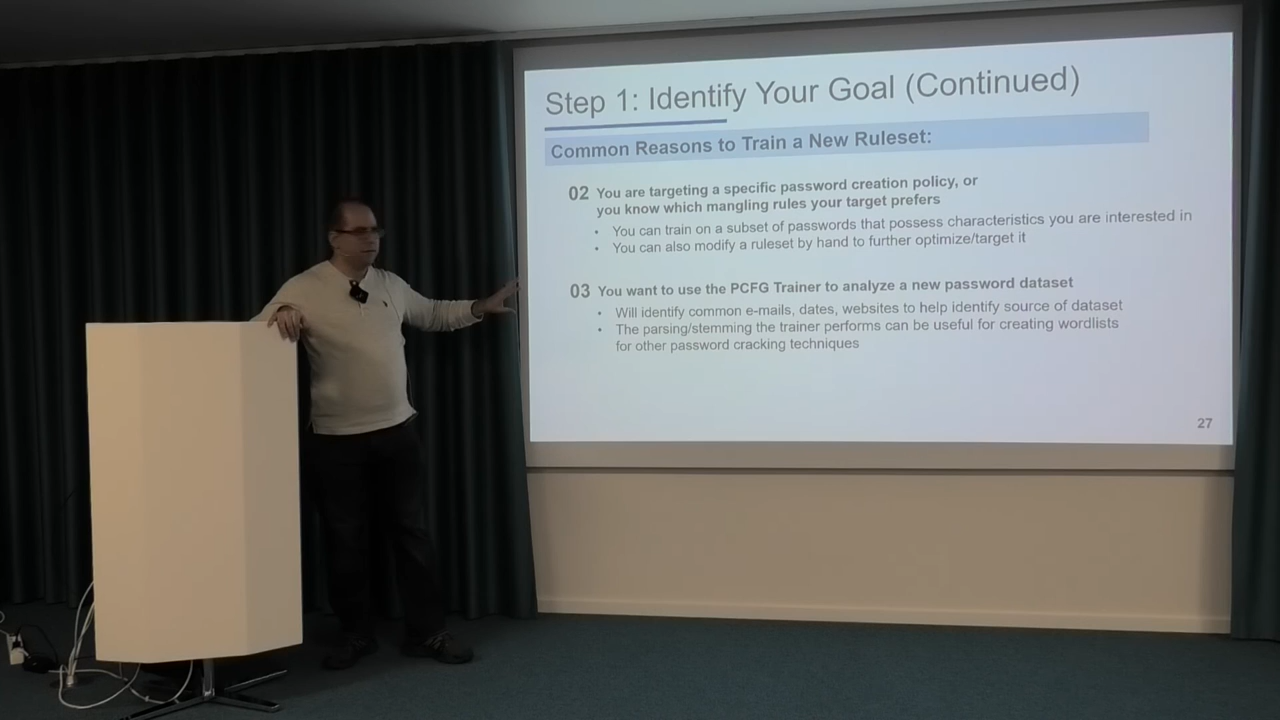 Step 1: Identify Your Goal (Continued)
Common Reasons to Train a New Ruleset:
02 You are targeting a specific password creation policy, or
you know which mangling rules your target prefers
• You can train on a subset of passwords that possess characteristics you are interested in
• You can also modify a ruleset by hand to further optimize/target it
03 You want to use the PCFG Trainer to analyze a new password dataset
• Will identify common e-mails, dates, websites to help identify source of dataset
• The parsing/stemming the trainer performs can be useful for creating wordlists
for other password cracking techniques
27